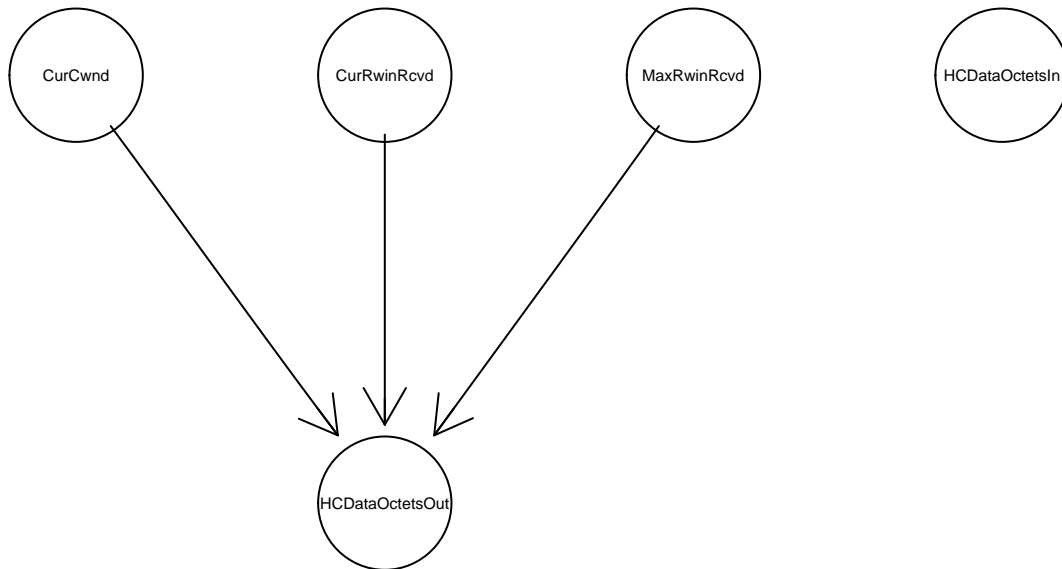 CurCwnd
CurRwinRcvd
MaxRwinRcvd
HCDataOctetsIn
HCDataOctetsOut